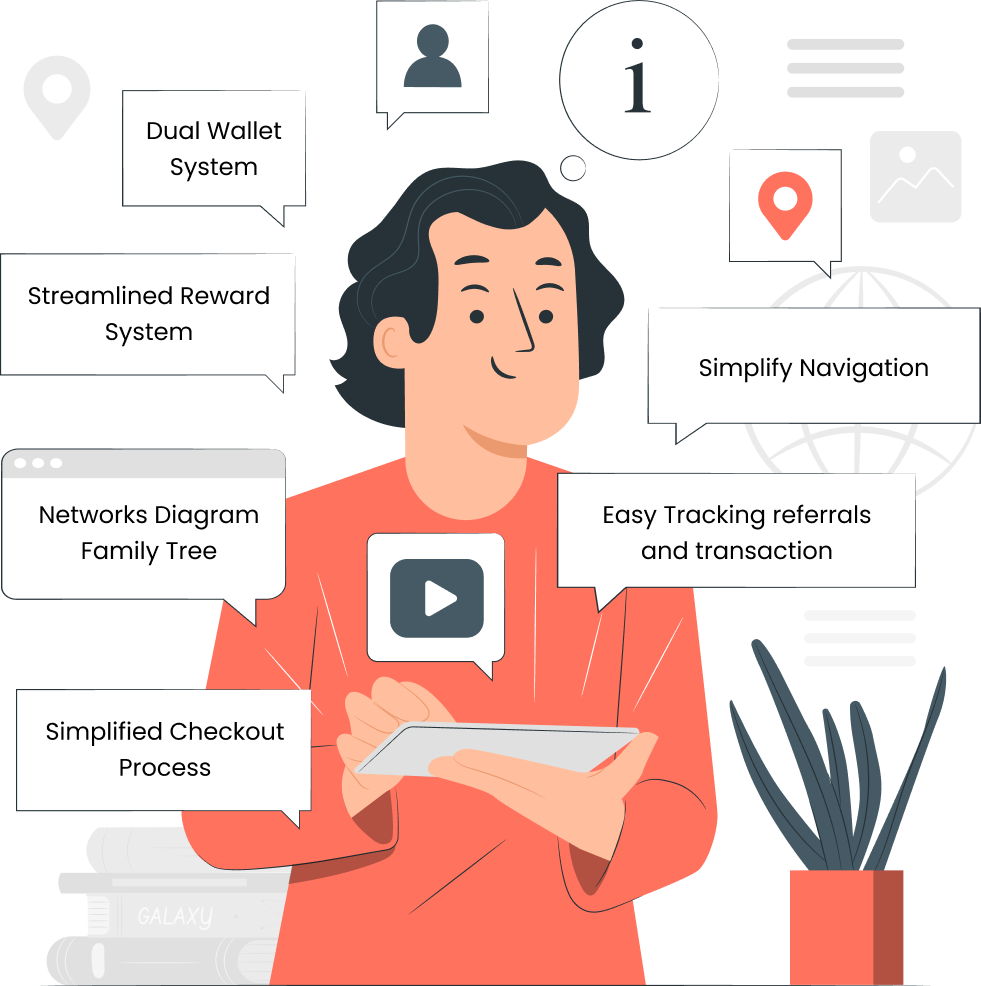 i
Dual Wallet
System
Streamlined Reward
System
Simplify Navigation
Networks Diagram
Family Tree
Easy Tracking referrals
and transaction
Simplified Checkout
Process
GALAXY